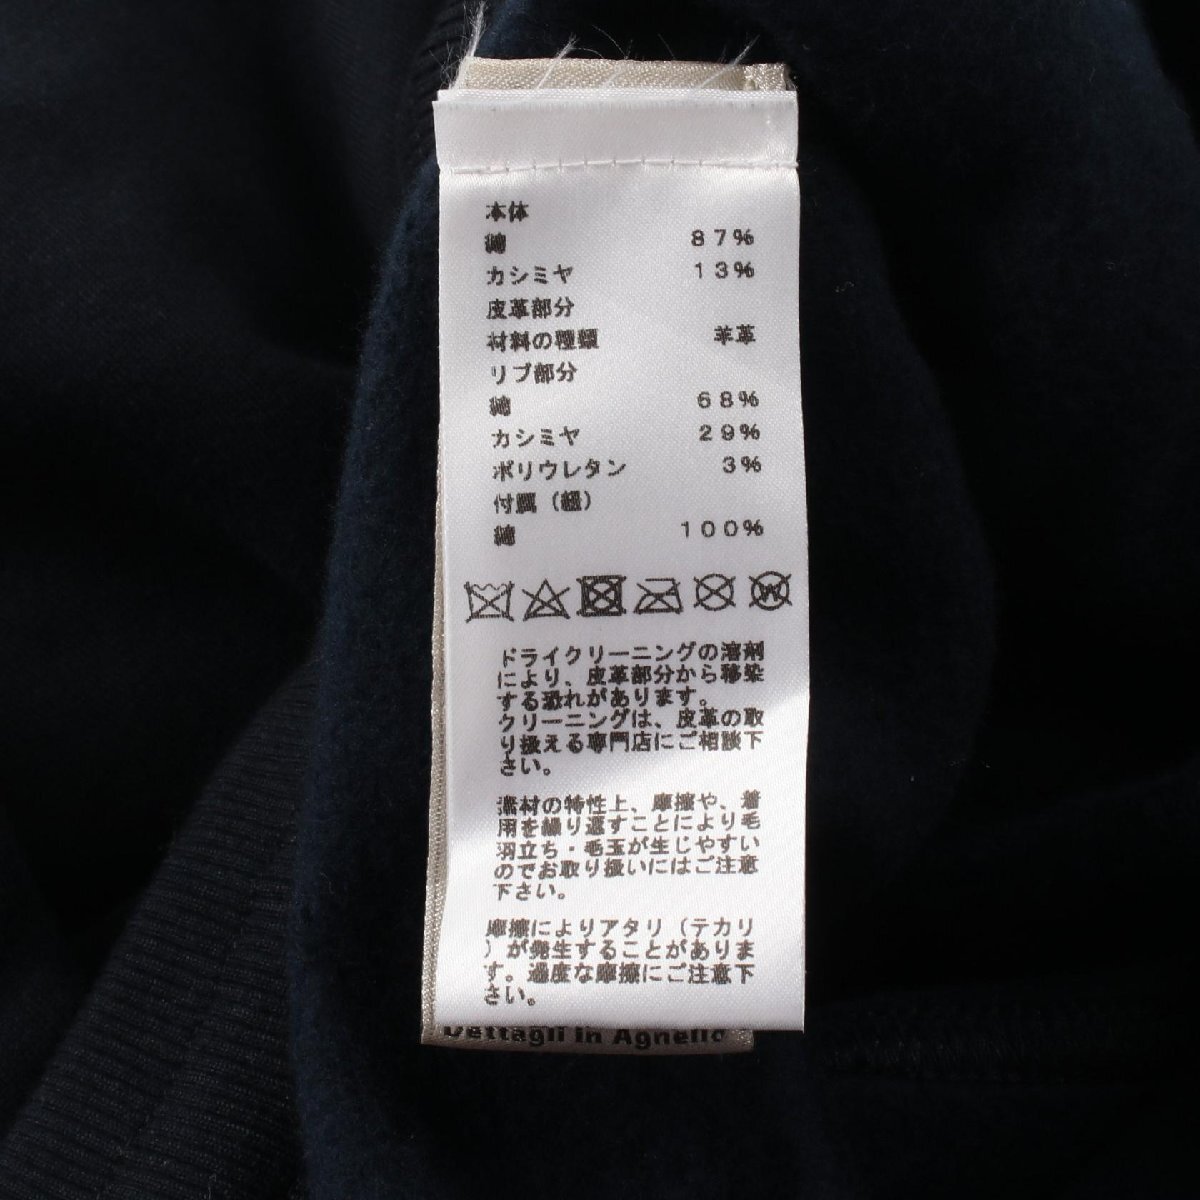 本体
綿 87%
カシミヤ 13%
皮革部分
材料の種類 羊革
リブ部分
綿 68%
カシミヤ 29%
ポリウレタン 3%
付属(紐)
綿 100%
W
ドライクリーニングの溶剤
により、皮革部分から移染
する恐れがあります。
クリーニングは、皮革の取
り扱える専門店にご相談下
さい。
素材の特性上、摩擦や、着
用を繰り返すことにより毛
羽立ち・毛玉が生じやすい
のでお取り扱いにはご注意
下さい。
摩擦によりアタリ(テカリ
)が発生することがありま
す。過度な摩擦にご注意下
さい。
Dettagli in Agnello